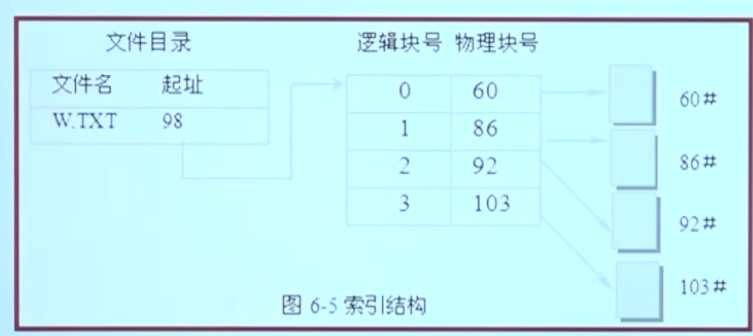 文件目录
文件名 起址
W.TXT 98
逻辑块号 物理块号
0 60
1 86
2 92
3 103
60#
86#
92#
103#
图 6-5 索引结构